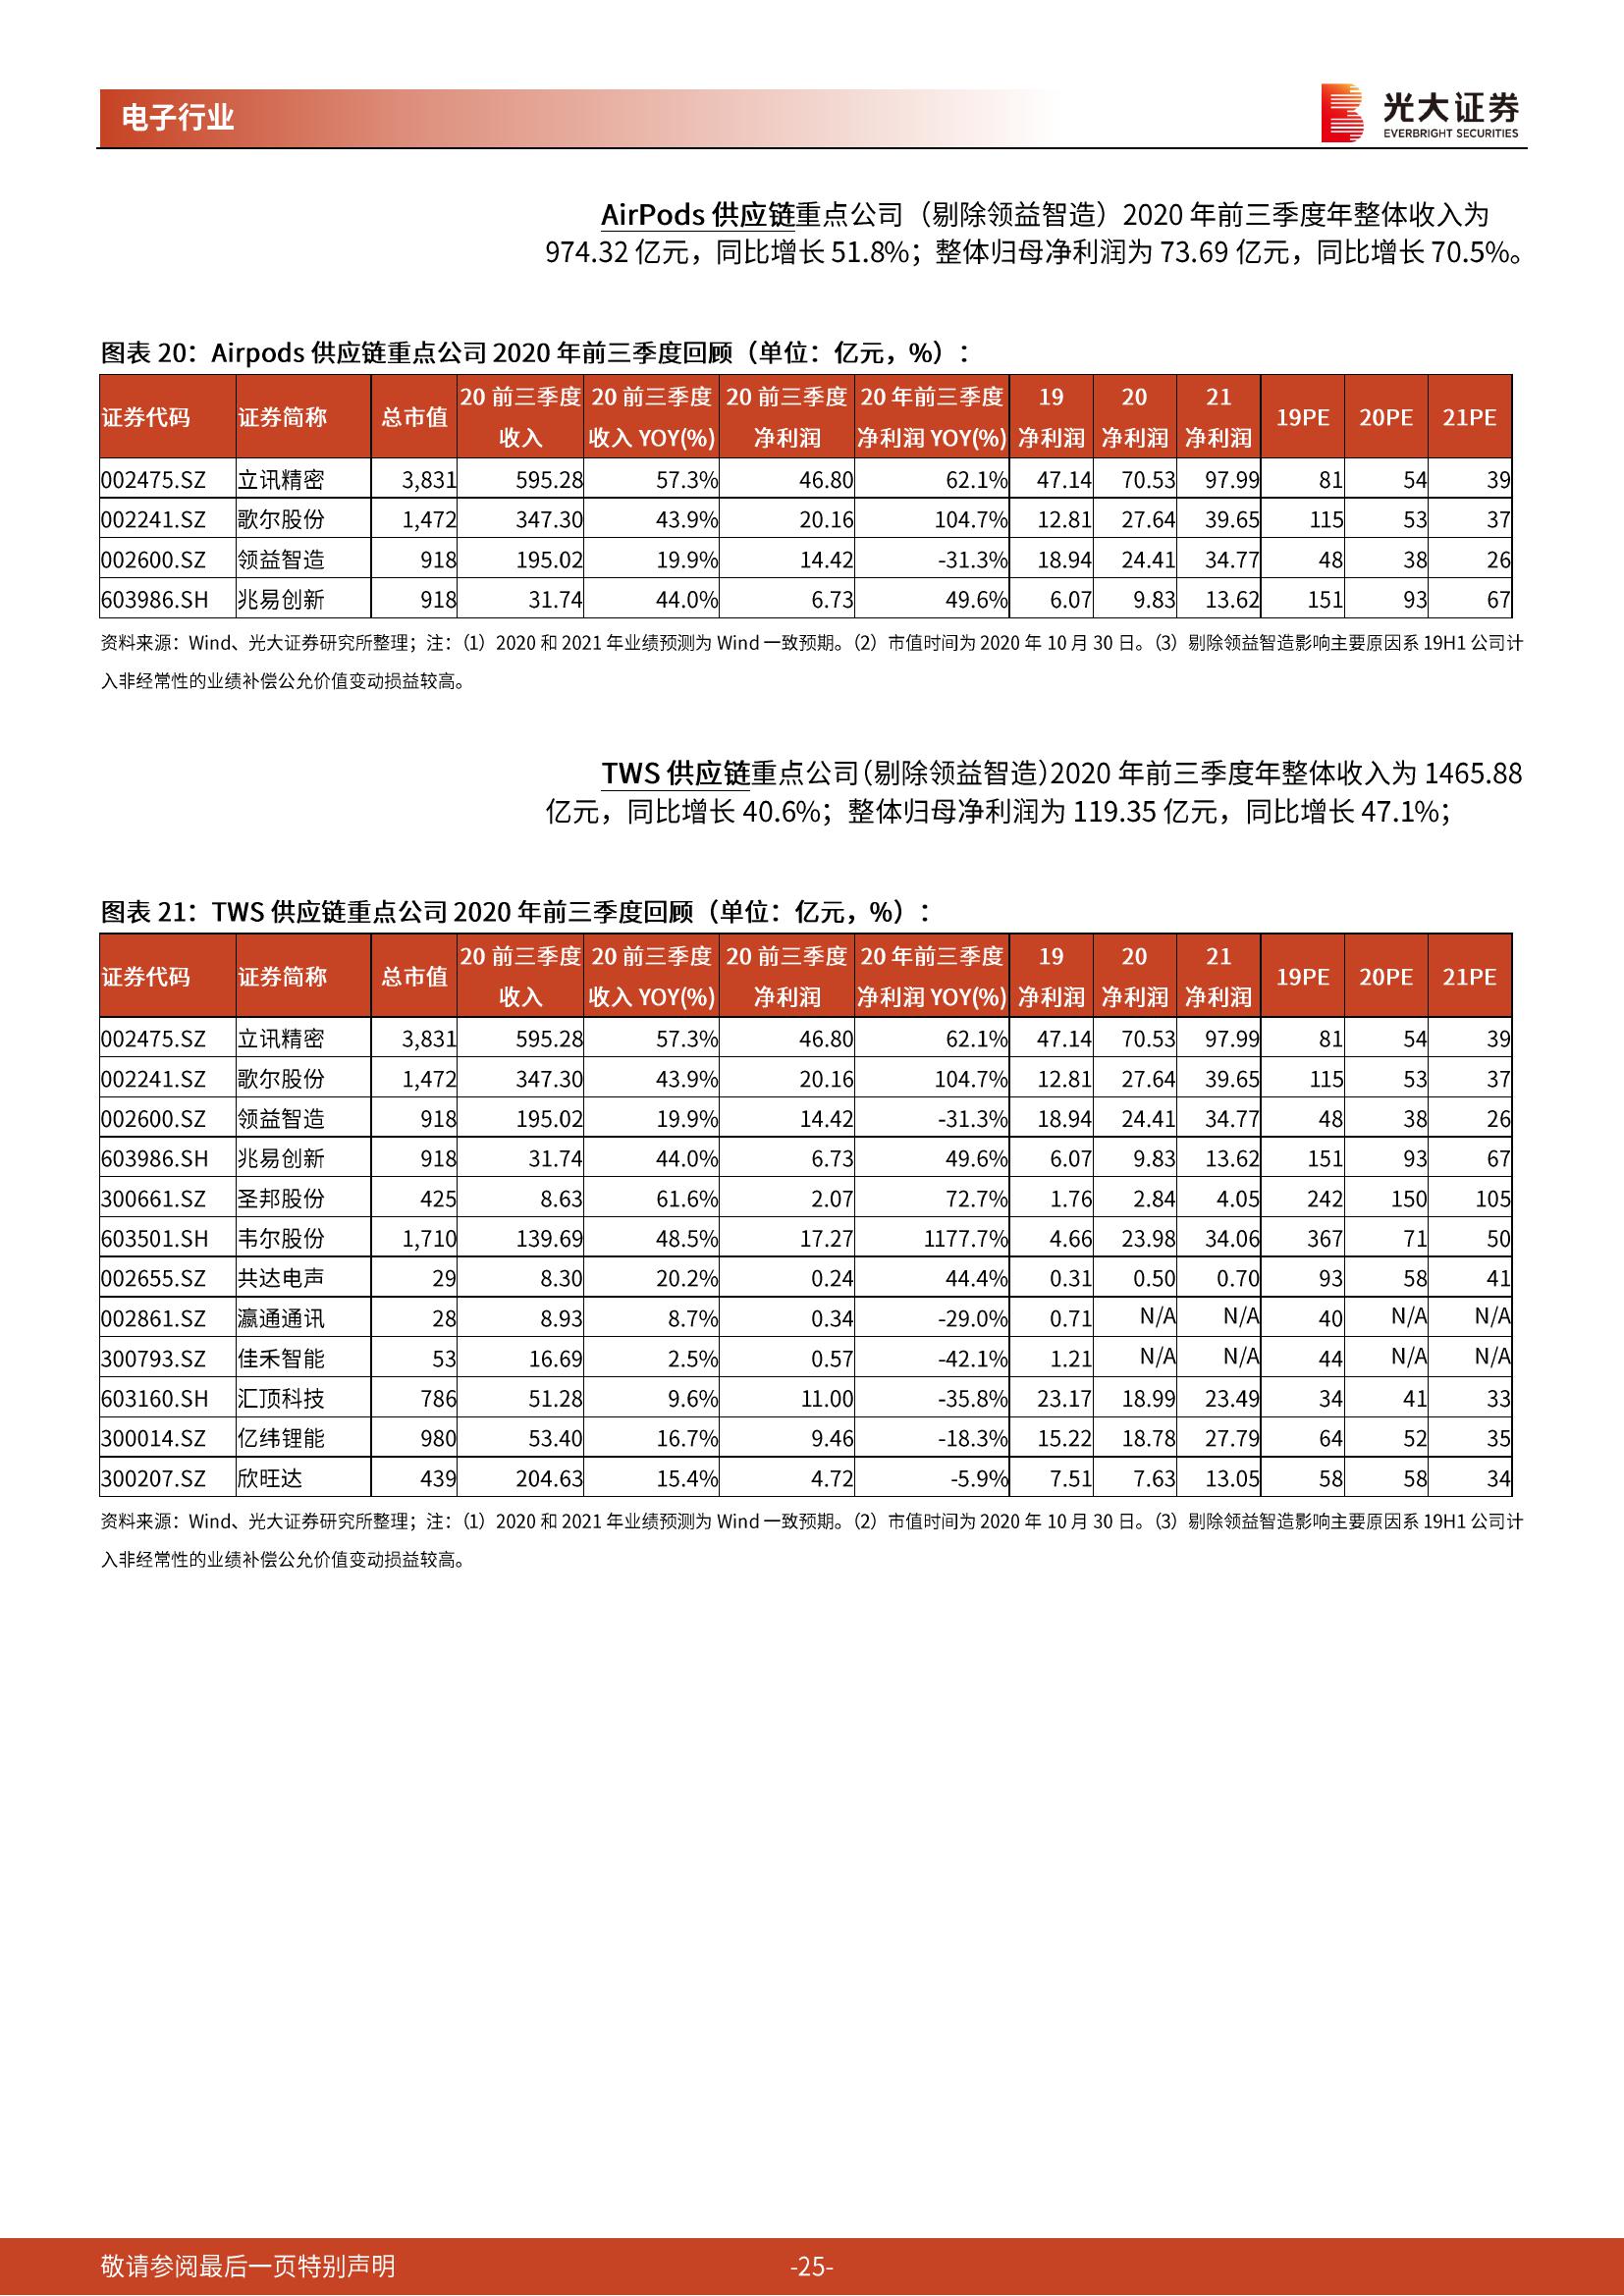 电子行业
光大证券
EVERBRIGHT SECURITIES
AirPods 供应链重点公司（剔除领益智造）2020 年前三季度年整体收入为
974.32 亿元，同比增长 51.8%；整体归母净利润为 73.69 亿元，同比增长 70.5%。
图表 20：Airpods 供应链重点公司 2020 年前三季度回顾（单位：亿元，%）：
证券代码 证券简称 总市值 20 前三季度收入 20 前三季度收入 YOY(%) 20 前三季度净利润 20 年前三季度净利润 YOY(%) 19净利润 20净利润 21净利润 19PE 20PE 21PE
002475.SZ 立讯精密 3,831 595.28 57.3% 46.80 62.1% 47.14 70.53 97.99 81 54 39
002241.SZ 歌尔股份 1,472 347.30 43.9% 20.16 104.7% 12.81 27.64 39.65 115 53 37
002600.SZ 领益智造 918 195.02 19.9% 14.42 -31.3% 18.94 24.41 34.77 48 38 26
603986.SH 兆易创新 918 31.74 44.0% 6.73 49.6% 6.07 9.83 13.62 151 93 67
资料来源：Wind、光大证券研究所整理；注：（1）2020 和 2021 年业绩预测为 Wind 一致预期。（2）市值时间为 2020 年 10 月 30 日。（3）剔除领益智造影响主要原因系 19H1 公司计
入非经常性的业绩补偿公允价值变动损益较高。
TWS 供应链重点公司（剔除领益智造）2020 年前三季度年整体收入为 1465.88
亿元，同比增长 40.6%；整体归母净利润为 119.35 亿元，同比增长 47.1%；
图表 21：TWS 供应链重点公司 2020 年前三季度回顾（单位：亿元，%）：
证券代码 证券简称 总市值 20 前三季度收入 20 前三季度收入 YOY(%) 20 前三季度净利润 20 年前三季度净利润 YOY(%) 19净利润 20净利润 21净利润 19PE 20PE 21PE
002475.SZ 立讯精密 3,831 595.28 57.3% 46.80 62.1% 47.14 70.53 97.99 81 54 39
002241.SZ 歌尔股份 1,472 347.30 43.9% 20.16 104.7% 12.81 27.64 39.65 115 53 37
002600.SZ 领益智造 918 195.02 19.9% 14.42 -31.3% 18.94 24.41 34.77 48 38 26
603986.SH 兆易创新 918 31.74 44.0% 6.73 49.6% 6.07 9.83 13.62 151 93 67
300661.SZ 圣邦股份 425 8.63 61.6% 2.07 72.7% 1.76 2.84 4.05 242 150 105
603501.SH 韦尔股份 1,710 139.69 48.5% 17.27 1177.7% 4.66 23.98 34.06 367 71 50
002655.SZ 共达电声 29 8.30 20.2% 0.24 44.4% 0.31 0.50 0.70 93 58 41
002861.SZ 瀛通通讯 28 8.93 8.7% 0.34 -29.0% 0.71 N/A N/A 40 N/A N/A
300793.SZ 佳禾智能 53 16.69 2.5% 0.57 -42.1% 1.21 N/A N/A 44 N/A N/A
603160.SH 汇顶科技 786 51.28 9.6% 11.00 -35.8% 23.17 18.99 23.49 34 41 33
300014.SZ 亿纬锂能 980 53.40 16.7% 9.46 -18.3% 15.22 18.78 27.79 64 52 35
300207.SZ 欣旺达 439 204.63 15.4% 4.72 -5.9% 7.51 7.63 13.05 58 58 34
资料来源：Wind、光大证券研究所整理；注：（1）2020 和 2021 年业绩预测为 Wind 一致预期。（2）市值时间为 2020 年 10 月 30 日。（3）剔除领益智造影响主要原因系 19H1 公司计
入非经常性的业绩补偿公允价值变动损益较高。
敬请参阅最后一页特别声明
-25-